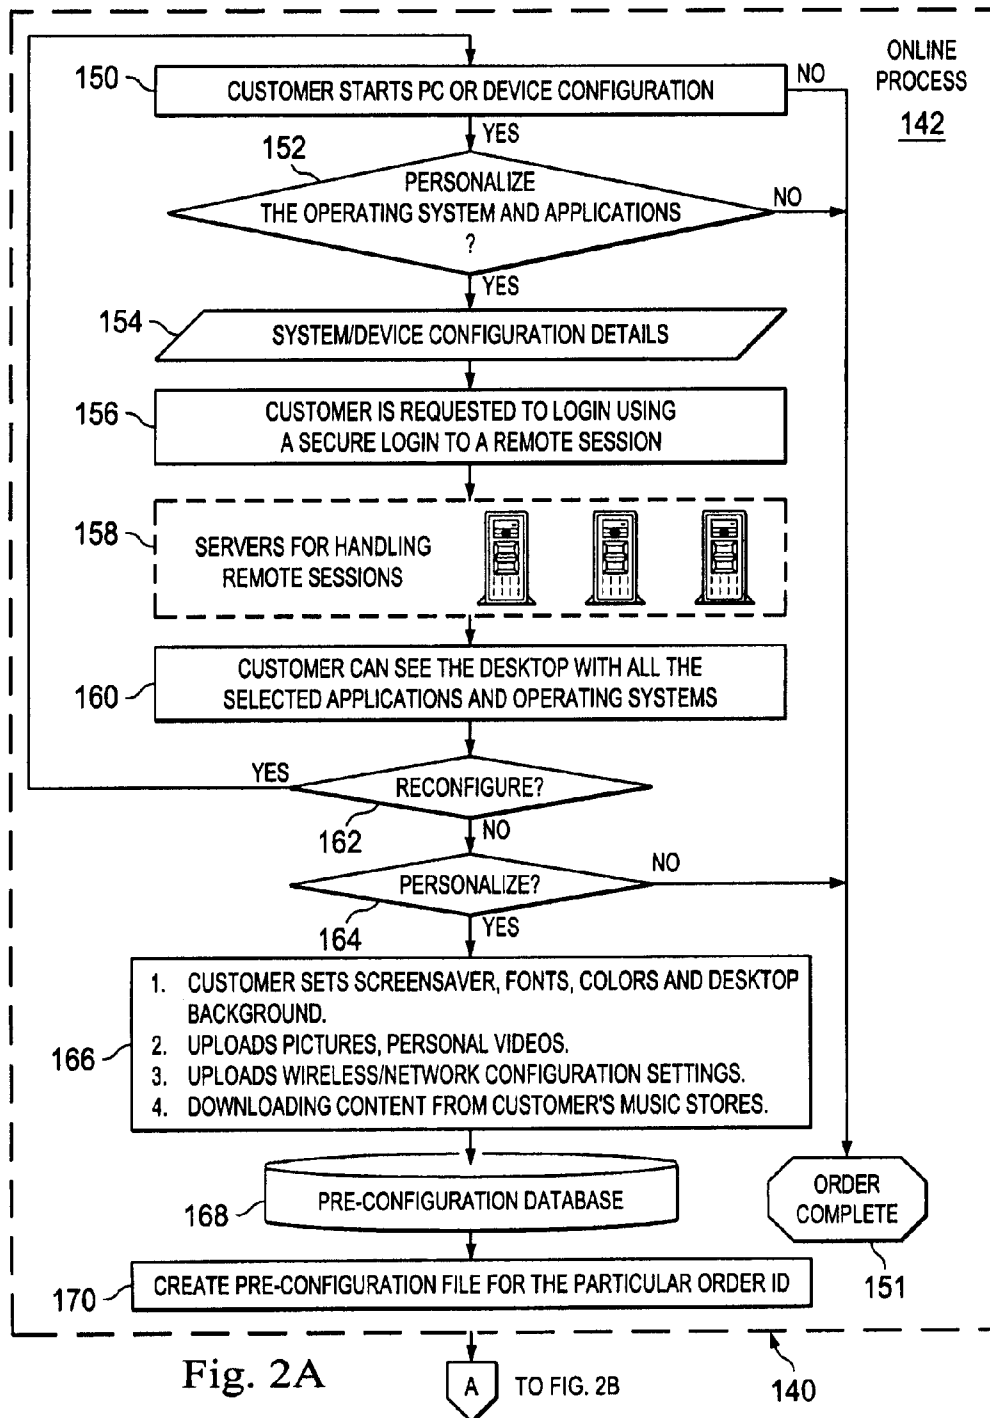 ONLINE
PROCESS
142
150
CUSTOMER STARTS PC OR DEVICE CONFIGURATION
NO
YES
152
PERSONALIZE
THE OPERATING SYSTEM AND APPLICATIONS
?
NO
YES
154
SYSTEM/DEVICE CONFIGURATION DETAILS
156
CUSTOMER IS REQUESTED TO LOGIN USING
A SECURE LOGIN TO A REMOTE SESSION
158
SERVERS FOR HANDLING
REMOTE SESSIONS
160
CUSTOMER CAN SEE THE DESKTOP WITH ALL THE
SELECTED APPLICATIONS AND OPERATING SYSTEMS
YES
RECONFIGURE?
162
NO
PERSONALIZE?
NO
164
YES
166
1. CUSTOMER SETS SCREENSAVER, FONTS, COLORS AND DESKTOP
BACKGROUND.
2. UPLOADS PICTURES, PERSONAL VIDEOS.
3. UPLOADS WIRELESS/NETWORK CONFIGURATION SETTINGS.
4. DOWNLOADING CONTENT FROM CUSTOMER'S MUSIC STORES.
168
PRE-CONFIGURATION DATABASE
ORDER
COMPLETE
151
170
CREATE PRE-CONFIGURATION FILE FOR THE PARTICULAR ORDER ID
Fig. 2A
A
TO FIG. 2B
140